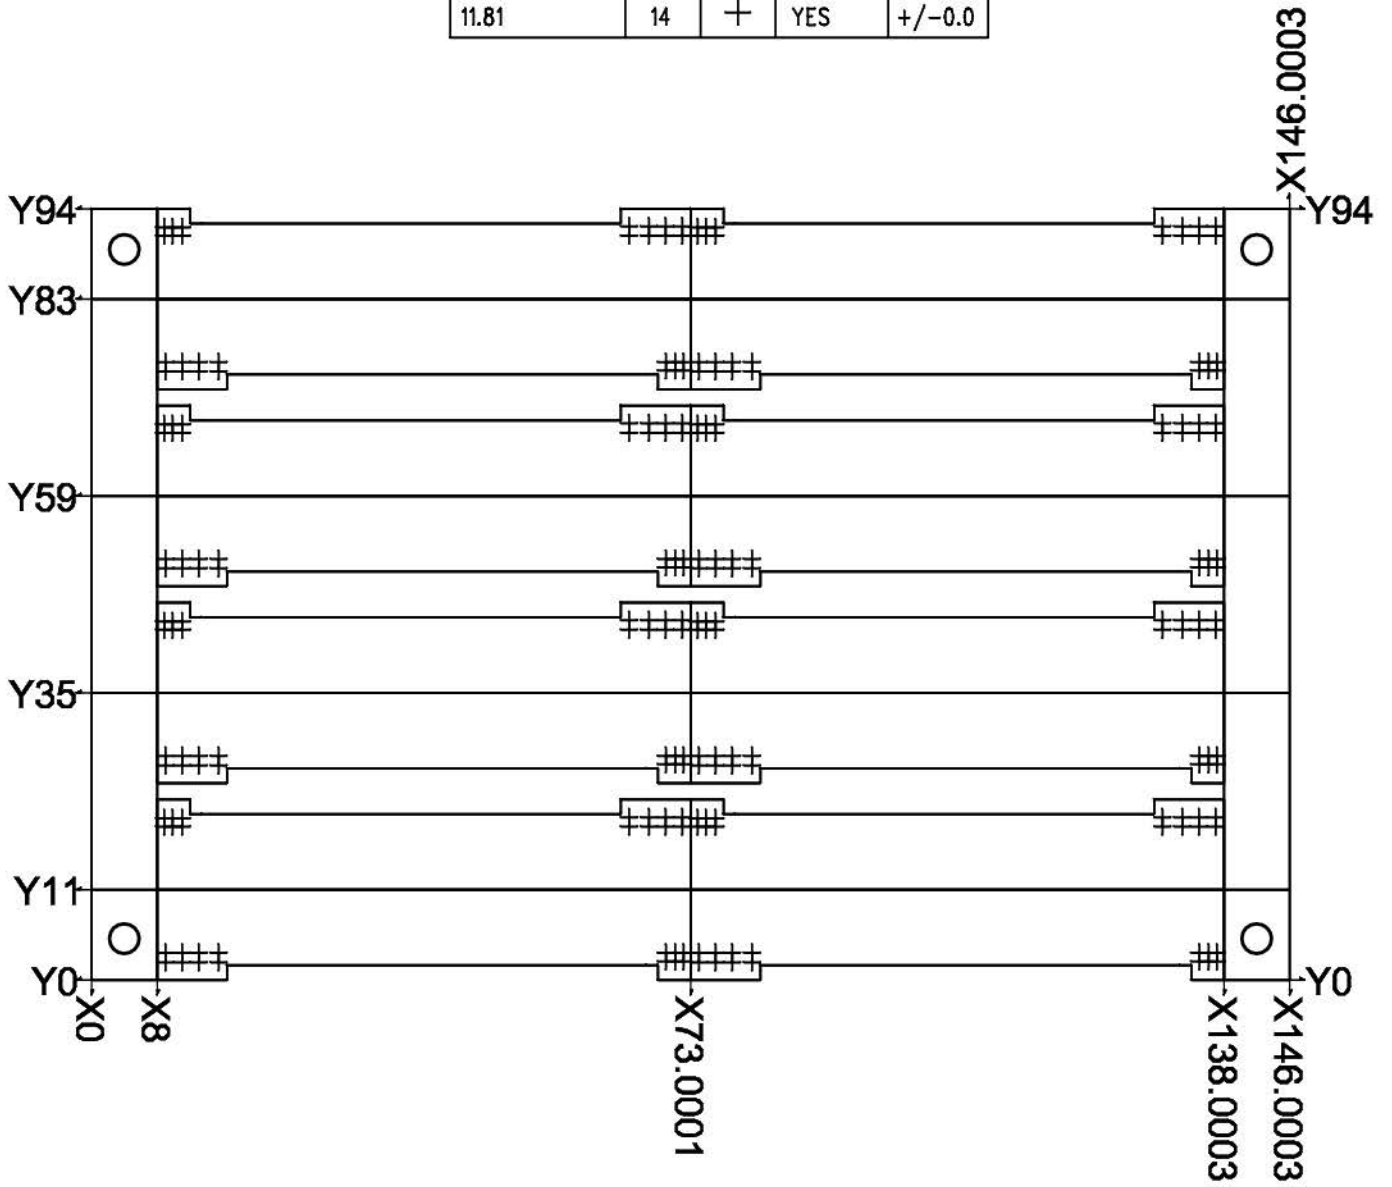 11.81 14 + YES +/-0.0
X146.0003
Y94 Y94
Y83
Y59
Y35
Y11
Y0 Y0
X0 X8 X73.0001 X138.0003 X146.0003